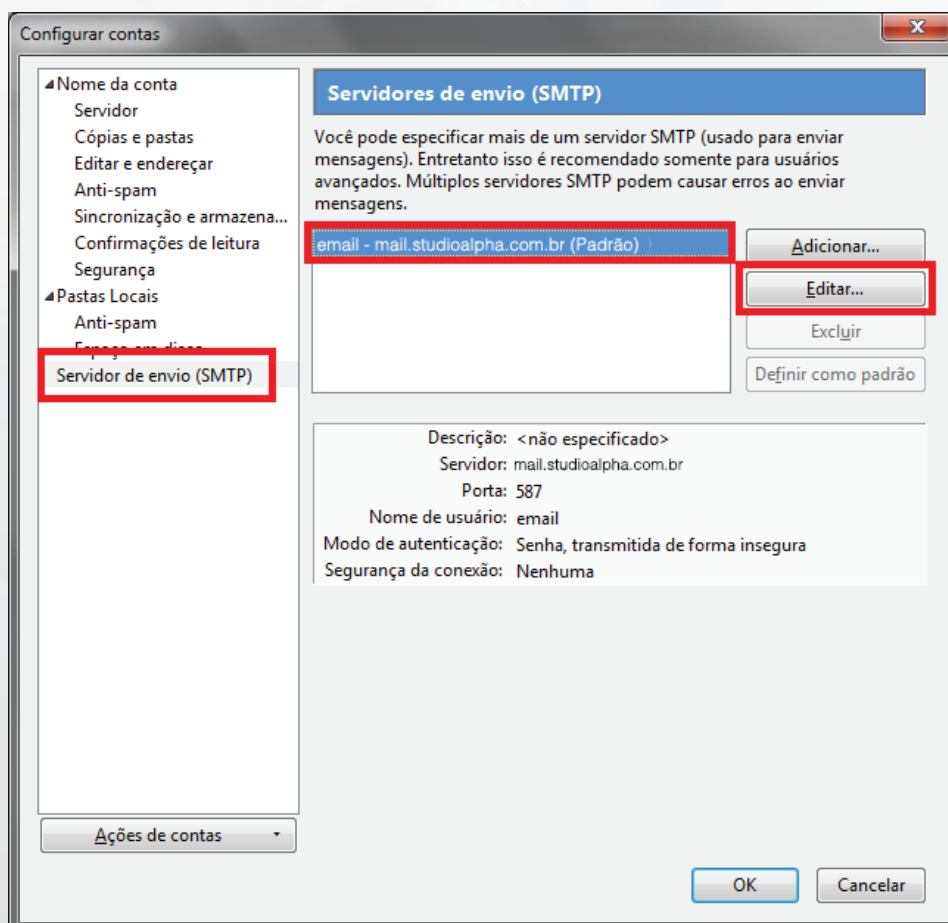 Configurar contas
Nome da conta
Servidor
Cópias e pastas
Editar e endereçar
Anti-spam
Sincronização e armazena...
Confirmações de leitura
Segurança
Pastas Locais
Anti-spam
Espaço em disco
Servidor de envio (SMTP)
Ações de contas
Servidores de envio (SMTP)
Você pode especificar mais de um servidor SMTP (usado para enviar
mensagens). Entretanto isso é recomendado somente para usuários
avançados. Múltiplos servidores SMTP podem causar erros ao enviar
mensagens.
email - mail.studioalpha.com.br (Padrão)
Adicionar...
Editar...
Excluir
Definir como padrão
Descrição: <não especificado>
Servidor: mail.studioalpha.com.br
Porta: 587
Nome de usuário: email
Modo de autenticação: Senha, transmitida de forma insegura
Segurança da conexão: Nenhuma
OK
Cancelar